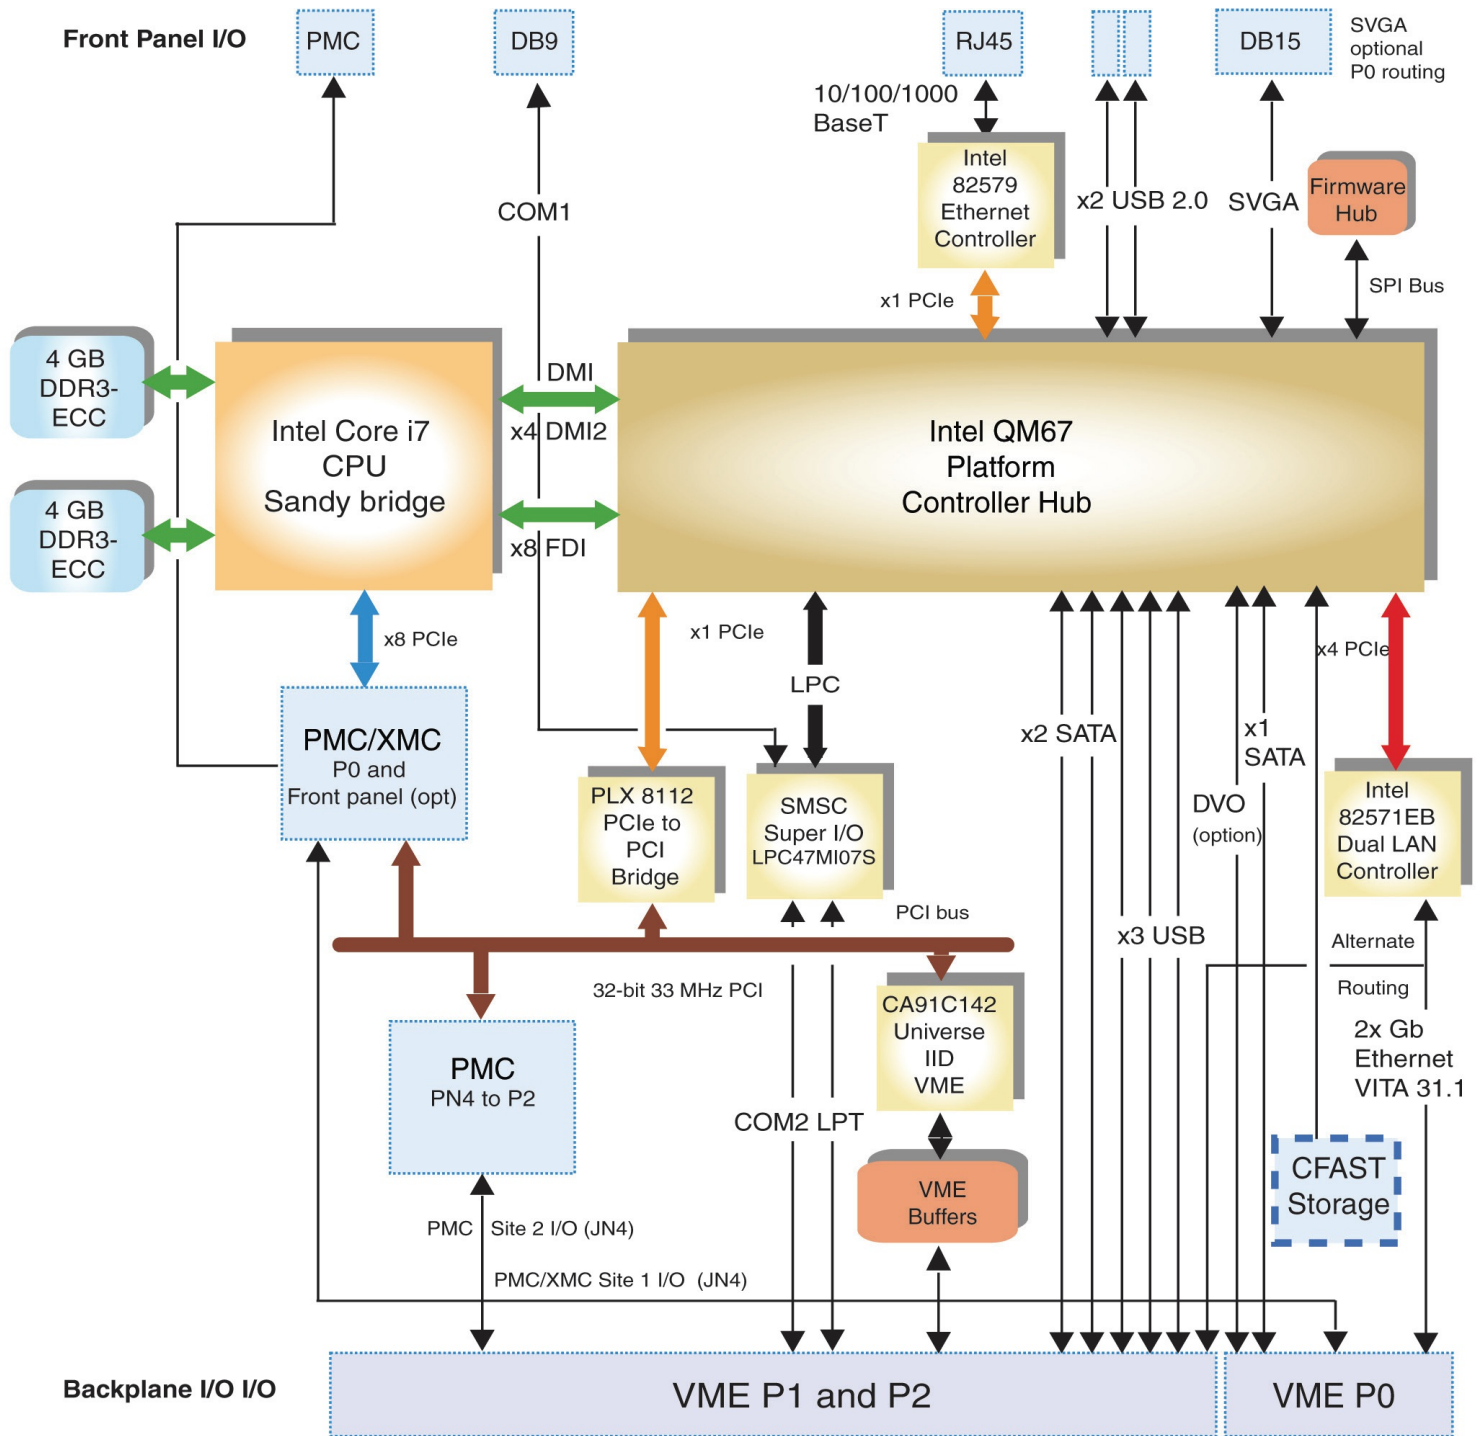 Front Panel I/O
PMC
DB9
RJ45
DB15
SVGA
optional
P0 routing
10/100/1000
BaseT
Intel
82579
Ethernet
Controller
COM1
x2 USB 2.0
SVGA
Firmware
Hub
x1 PCIe
SPI Bus
4 GB
DDR3-
ECC
4 GB
DDR3-
ECC
Intel Core i7
CPU
Sandy bridge
DMI
x4 DMI2
x8 FDI
Intel QM67
Platform
Controller Hub
x8 PCIe
x1 PCIe
LPC
x4 PCIe
PMC/XMC
P0 and
Front panel (opt)
PLX 8112
PCIe to
PCI
Bridge
SMSC
Super I/O
LPC47MI07S
x2 SATA
x1
SATA
DVO
(option)
Intel
82571EB
Dual LAN
Controller
PCI bus
x3 USB
Alternate
Routing
32-bit 33 MHz PCI
CA91C142
Universe
IID
VME
2x Gb
Ethernet
VITA 31.1
PMC
PN4 to P2
COM2 LPT
CFAST
Storage
VME
Buffers
PMC Site 2 I/O (JN4)
PMC/XMC Site 1 I/O (JN4)
Backplane I/O I/O
VME P1 and P2
VME P0